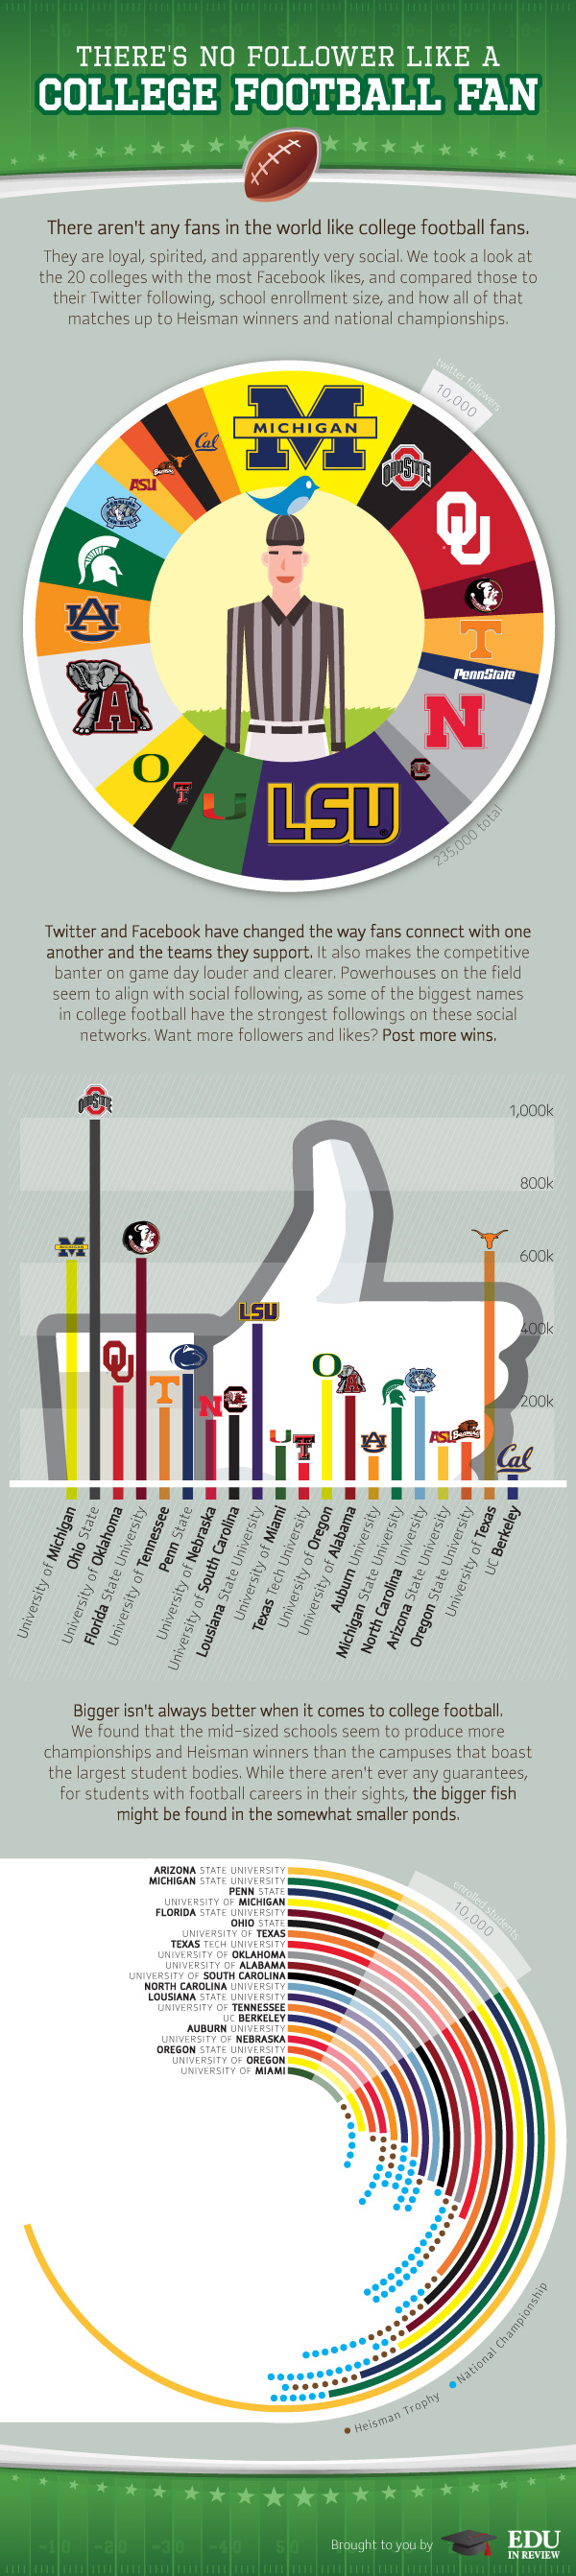 THERE'S NO FOLLOWER LIKE A
COLLEGE FOOTBALL FAN
There aren't any fans in the world like college football fans.
They are loyal, spirited, and apparently very social. We took a look at
the 20 colleges with the most Facebook likes, and compared those to
their Twitter following, school enrollment size, and how all of that
matches up to Heisman winners and national championships.
twitter followers
10,000
MICHIGAN
Cal
OHIO STATE
OU
ASU
T
PennState
A
N
O
U
LSU
235,000 total
Twitter and Facebook have changed the way fans connect with one
another and the teams they support. It also makes the competitive
banter on game day louder and clearer. Powerhouses on the field
seem to align with social following, as some of the biggest names
in college football have the strongest followings on these social
networks. Want more followers and likes? Post more wins.
1,000k
800k
600k
400k
200k
OHIO STATE
M
LSU
OU
T
N
O
A
U
ASU
Cal
University of Michigan
Ohio State
University of Oklahoma
Florida State University
University of Tennessee
Penn State
University of Nebraska
University of South Carolina
Lousiana State University
University of Miami
Texas Tech University
University of Oregon
University of Alabama
Auburn University
Michigan State University
North Carolina University
Arizona State University
Oregon State University
University of Texas
UC Berkeley
Bigger isn't always better when it comes to college football.
We found that the mid-sized schools seem to produce more
championships and Heisman winners than the campuses that boast
the largest student bodies. While there aren't ever any guarantees,
for students with football careers in their sights, the bigger fish
might be found in the somewhat smaller ponds.
ARIZONA STATE UNIVERSITY
MICHIGAN STATE UNIVERSITY
PENN STATE
UNIVERSITY OF MICHIGAN
FLORIDA STATE UNIVERSITY
OHIO STATE
UNIVERSITY OF TEXAS
TEXAS TECH UNIVERSITY
UNIVERSITY OF OKLAHOMA
UNIVERSITY OF ALABAMA
UNIVERSITY OF SOUTH CAROLINA
NORTH CAROLINA UNIVERSITY
LOUSIANA STATE UNIVERSITY
UNIVERSITY OF TENNESSEE
UC BERKELEY
AUBURN UNIVERSITY
UNIVERSITY OF NEBRASKA
OREGON STATE UNIVERSITY
UNIVERSITY OF OREGON
UNIVERSITY OF MIAMI
enrolled students
10,000
National Championship
Heisman Trophy
Brought to you by
EDU
IN REVIEW